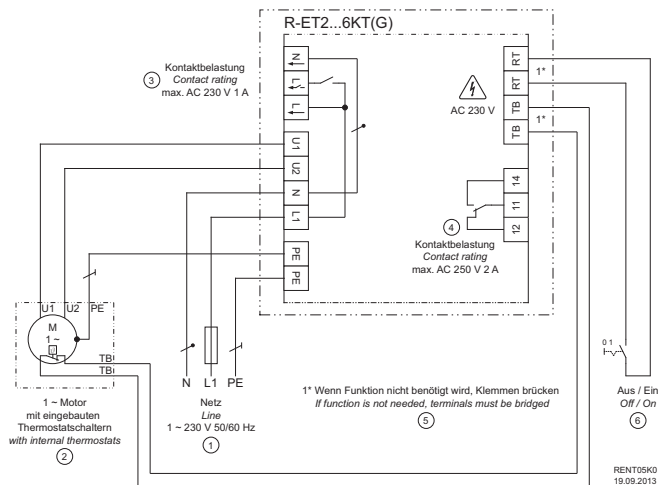 R-ET2...6KT(G)
Kontaktbelastung
3
Contact rating
max. AC 230 V 1 A
N
L
L
U1
U2
N
L1
PE
PE
RT
1*
RT
TB
1*
TB
AC 230 V
14
11
12
4
Kontaktbelastung
Contact rating
max. AC 250 V 2 A
U1
U2
PE
M
1 ~
TB
TB
1 ~ Motor
mit eingebauten
Thermostatschaltern
with internal thermostats
2
N
L1
PE
Netz
Line
1 ~ 230 V 50/60 Hz
1
1* Wenn Funktion nicht benötigt wird, Klemmen brücken
If function is not needed, terminals must be bridged
5
0 1
Aus / Ein
Off / On
6
RENT05K0
19.09.2013